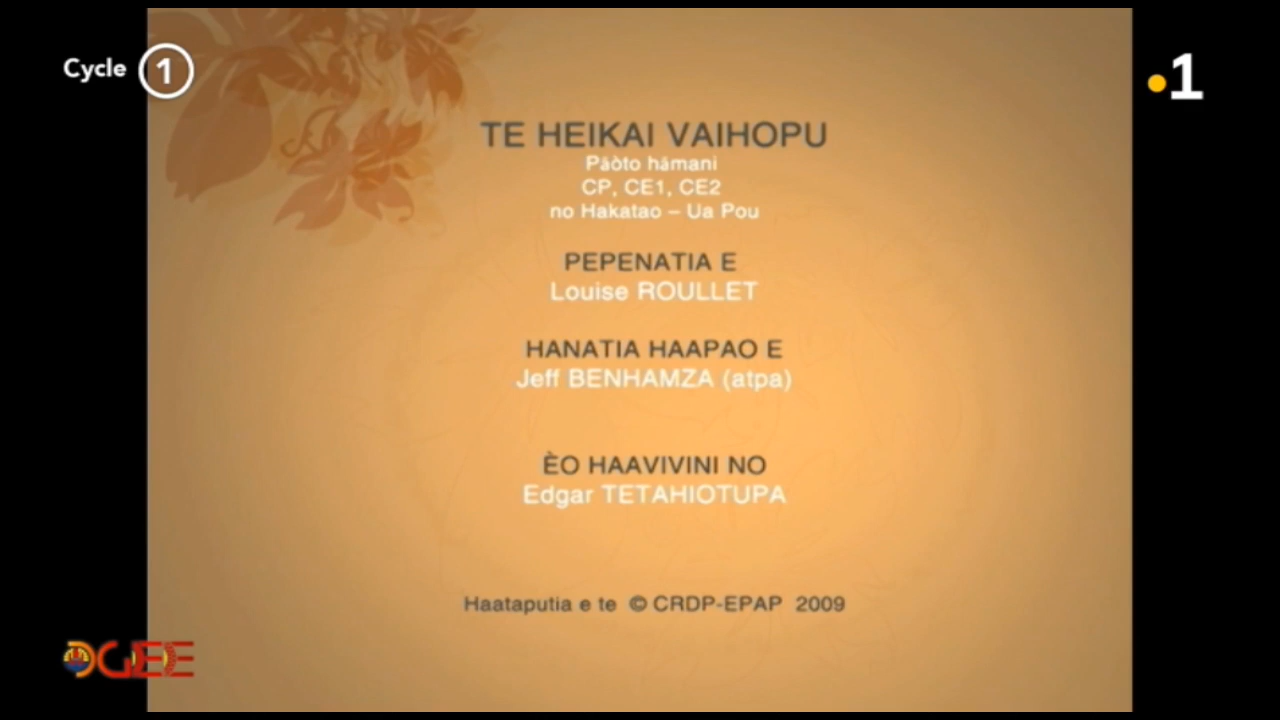 Cycle 1
1
TE HEIKAI VAIHOPU
Pāòto hāmani
CP, CE1, CE2
no Hakatao – Ua Pou
PEPENATIA E
Louise ROULLET
HANATIA HAAPAO E
Jeff BENHAMZA (atpa)
ÈO HAAVIVINI NO
Edgar TETAHIOTUPA
Haataputia e te © CRDP-EPAP 2009
DGEE